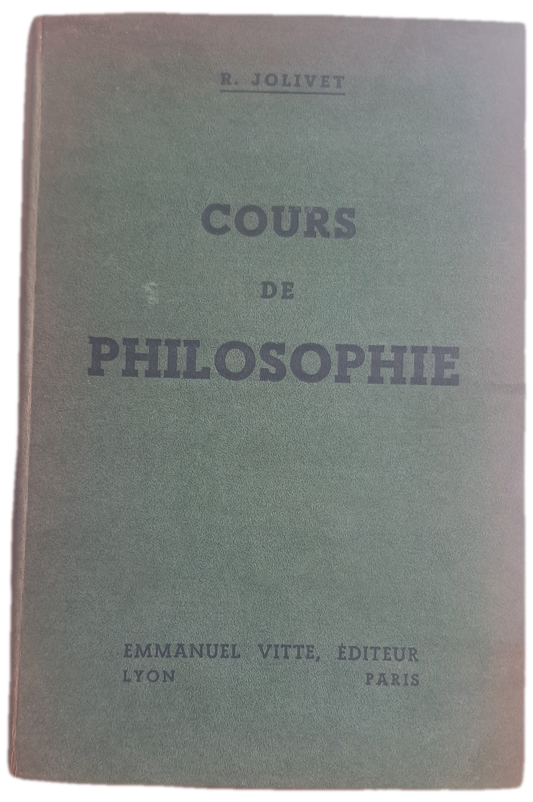 R. JOLIVET
COURS
DE
PHILOSOPHIE
EMMANUEL VITTE, ÉDITEUR
LYON PARIS